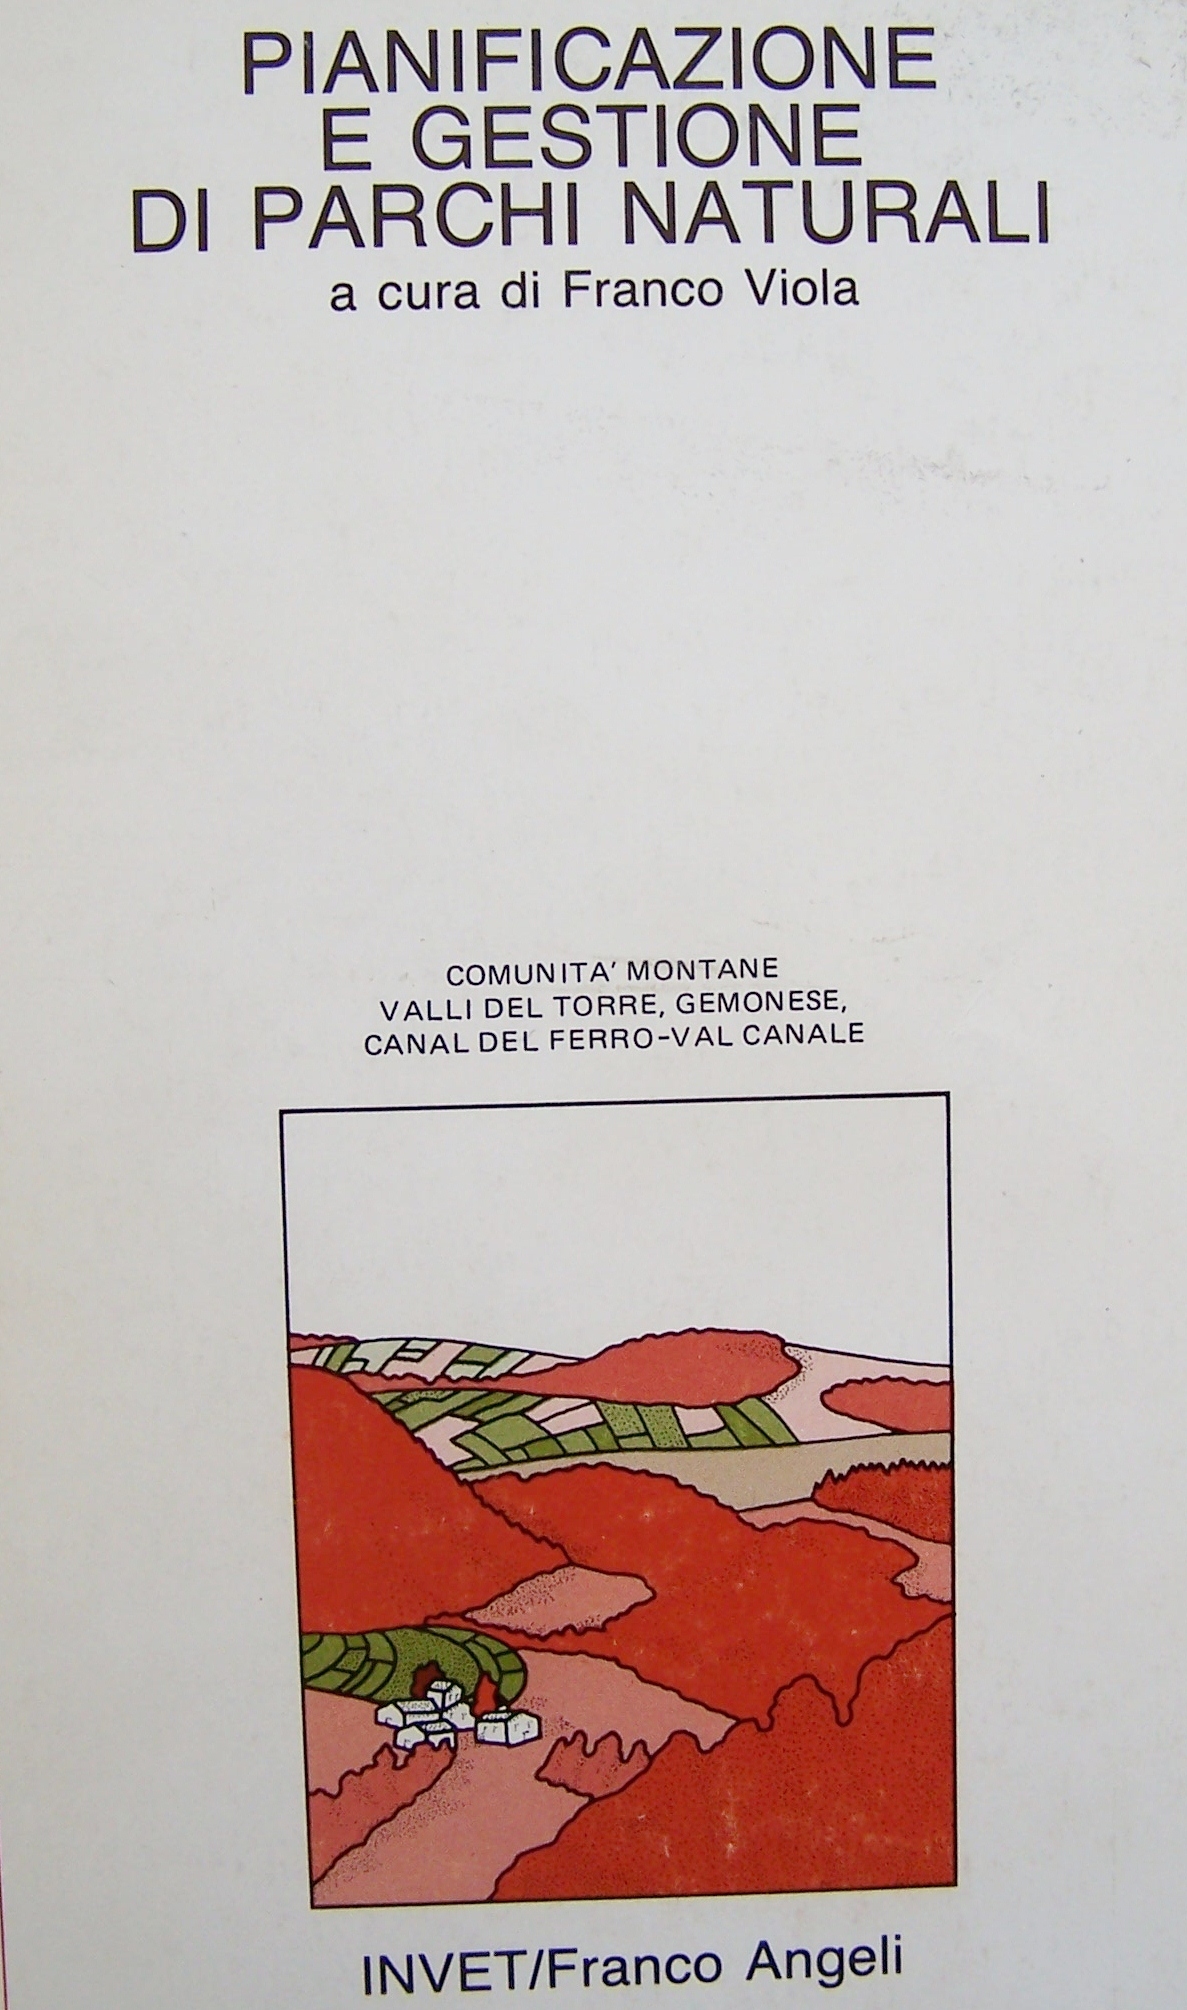 PIANIFICAZIONE
E GESTIONE
DI PARCHI NATURALI
a cura di Franco Viola
COMUNITA' MONTANE
VALLI DEL TORRE, GEMONESE,
CANAL DEL FERRO-VAL CANALE
INVET/Franco Angeli